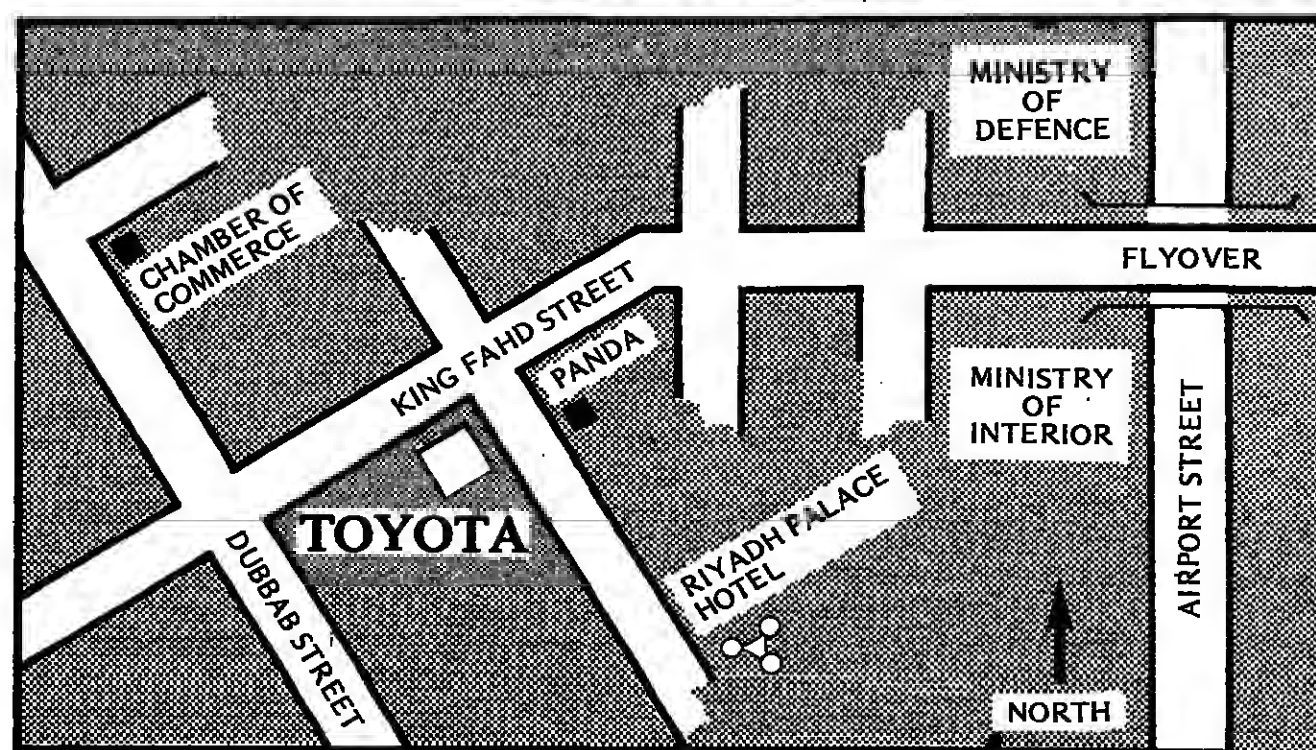 MINISTRY
OF
DEFENCE
CHAMBER OF
COMMERCE
FLYOVER
KING FAHD STREET
PANDA
MINISTRY
OF
INTERIOR
AIRPORT STREET
TOYOTA
RIYADH PALACE
HOTEL
DUBBAB STREET
NORTH